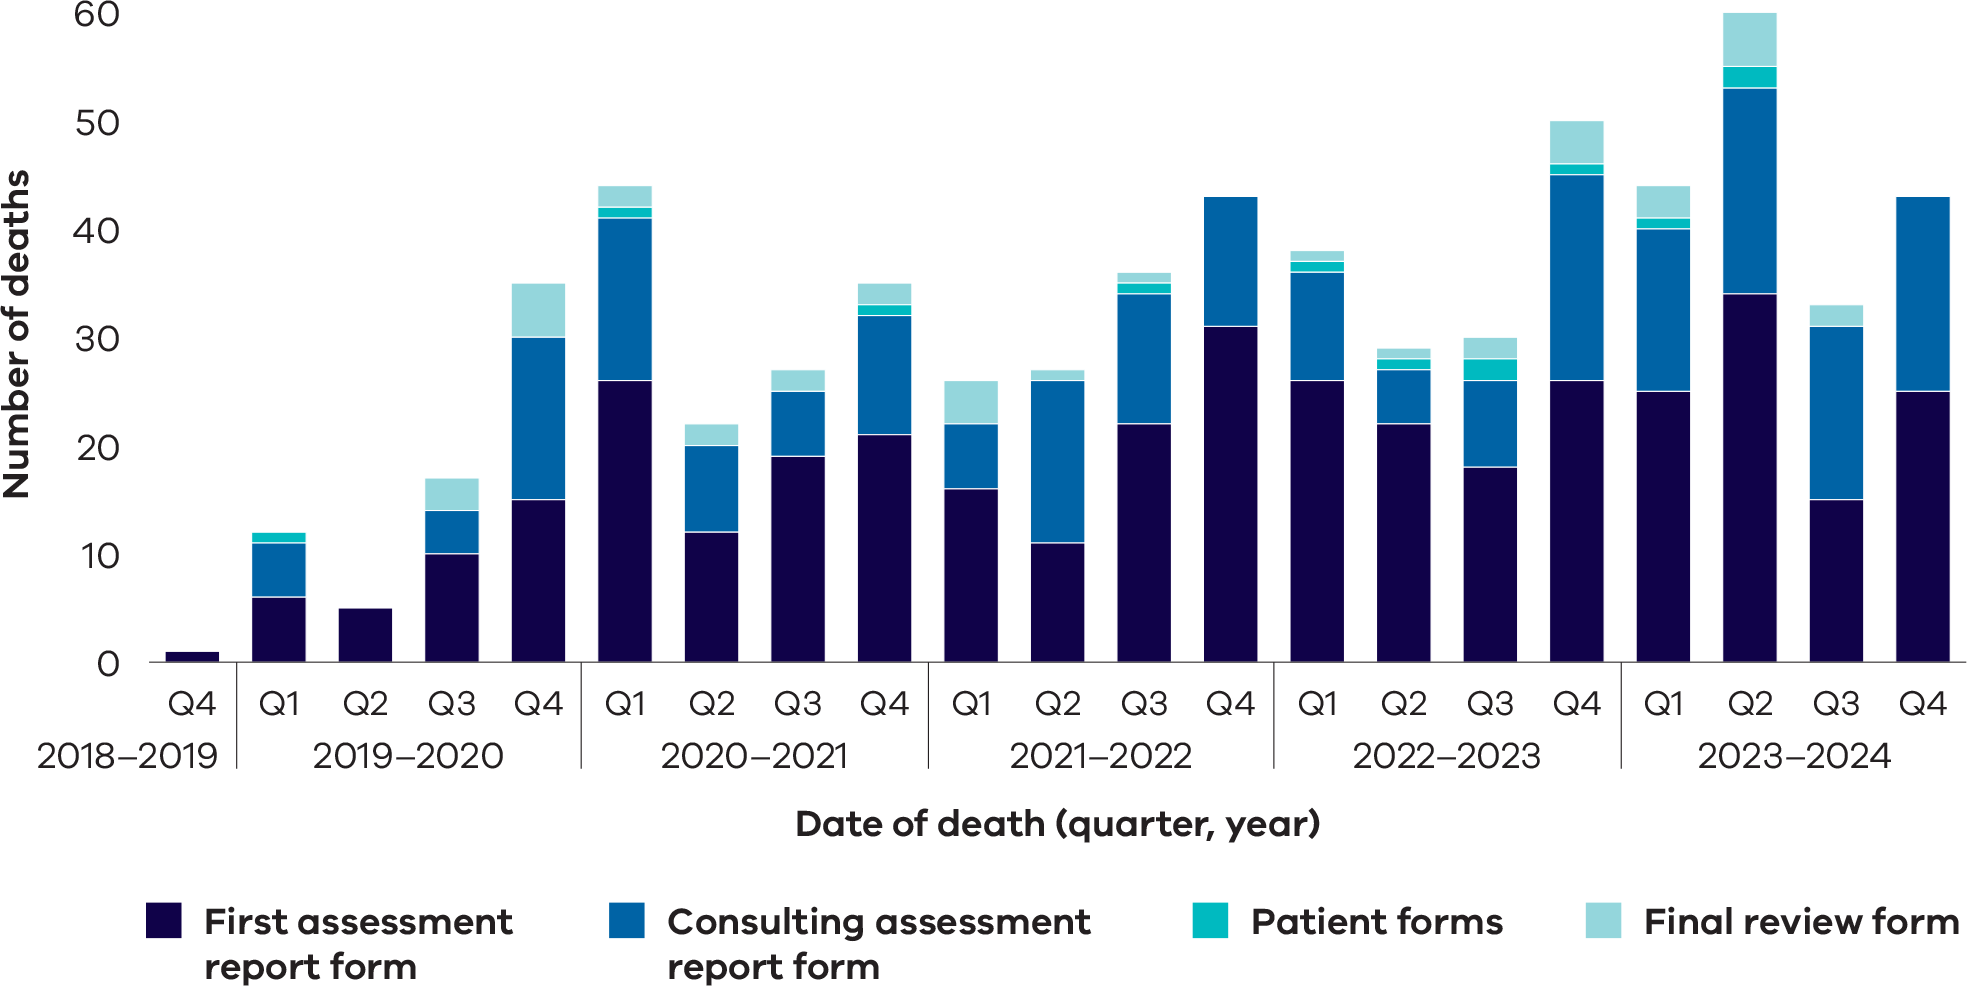 60
50
40
30
20
10
0
Number of deaths
Q4 Q1 Q2 Q3 Q4 Q1 Q2 Q3 Q4 Q1 Q2 Q3 Q4 Q1 Q2 Q3 Q4 Q1 Q2 Q3 Q4
2018–2019 2019–2020 2020–2021 2021–2022 2022–2023 2023–2024
Date of death (quarter, year)
First assessment
report form
Consulting assessment
report form
Patient forms
Final review form